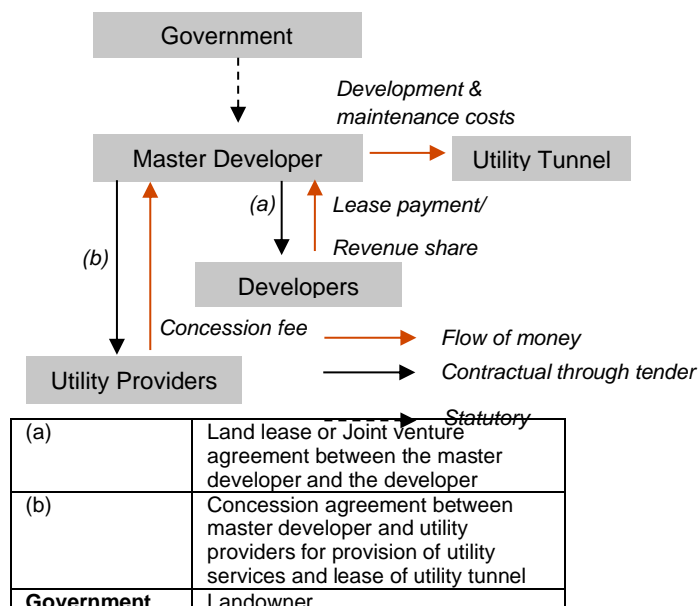 Government
Development &
maintenance costs
Master Developer
Utility Tunnel
(a)
Lease payment/
(b)
Revenue share
Developers
Concession fee
Flow of money
Contractual through tender
Utility Providers
Statutory
(a) Land lease or Joint venture
agreement between the master
developer and the developer
(b) Concession agreement between
master developer and utility
providers for provision of utility
services and lease of utility tunnel
Government Landowner